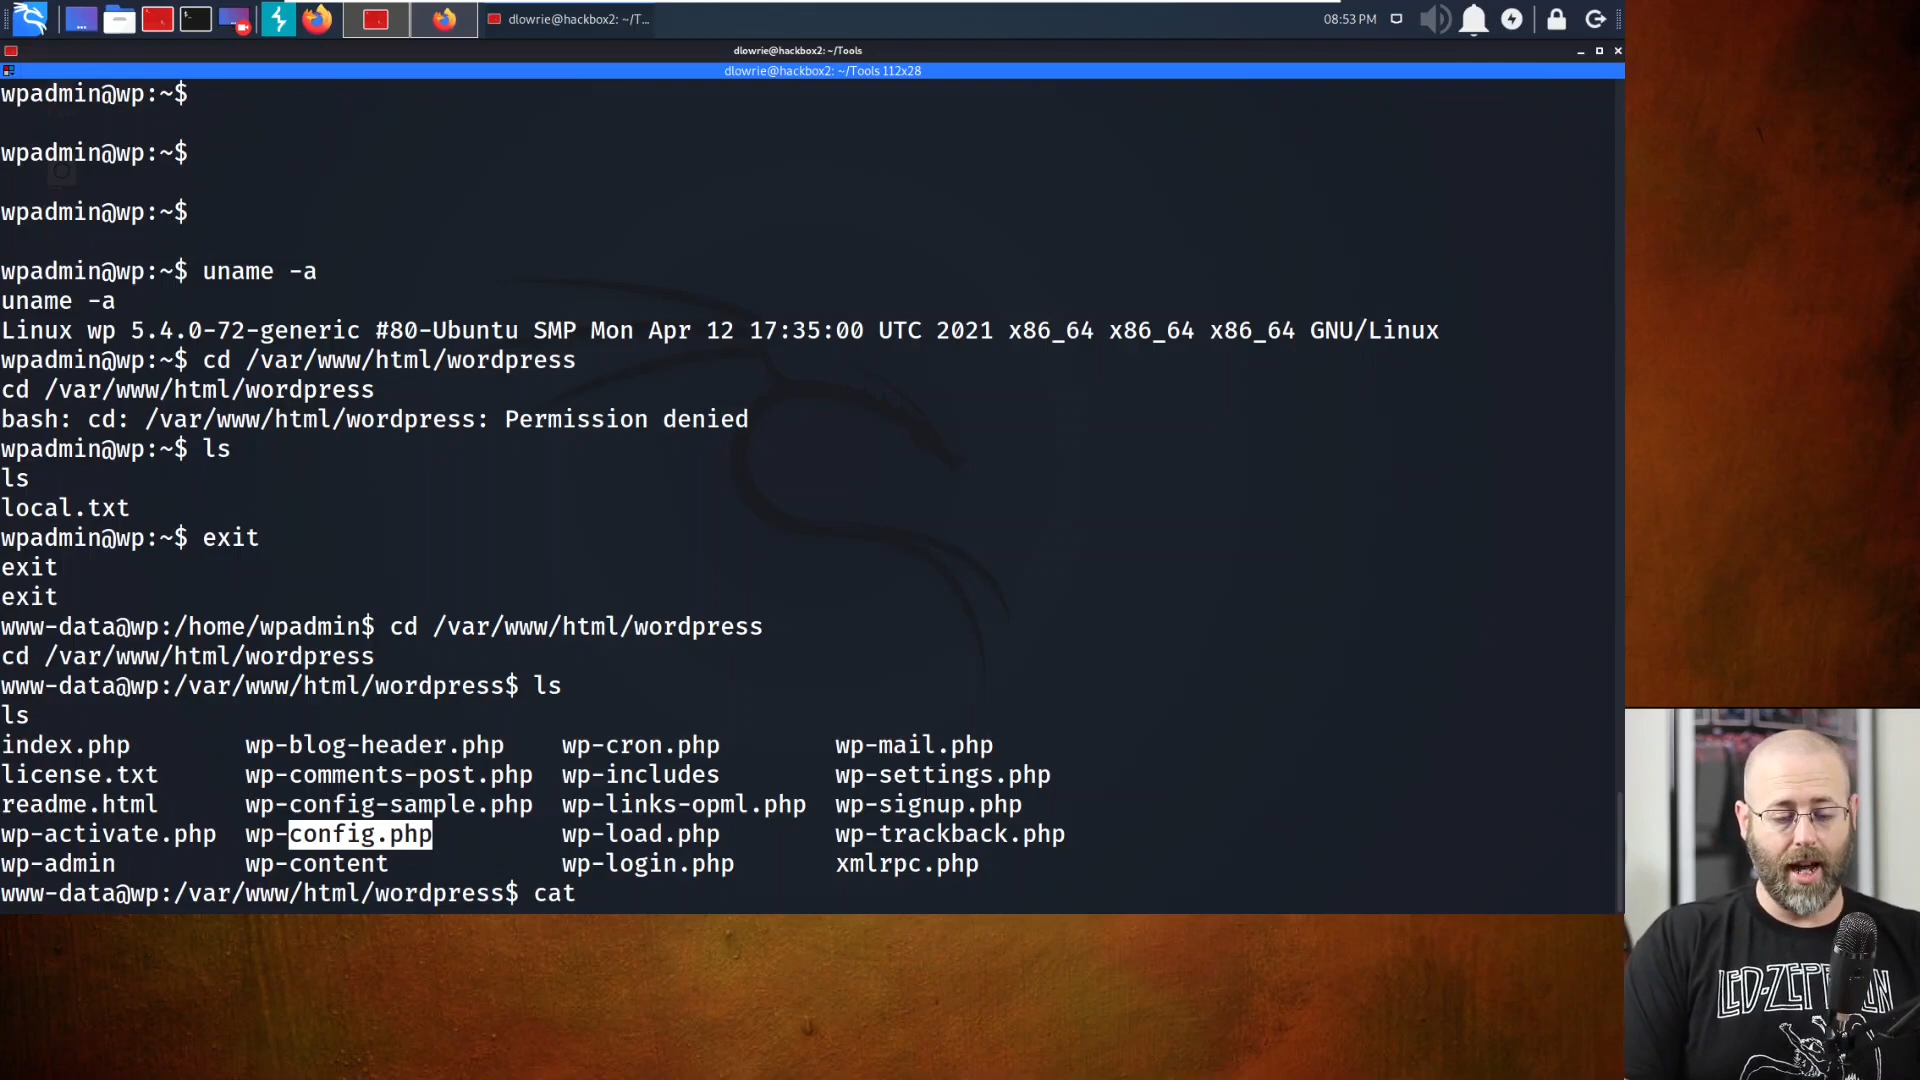 dlowrie@hackbox2: ~/T...
08:53 PM
dlowrie@hackbox2: ~/Tools
dlowrie@hackbox2: ~/Tools 112x28
wpadmin@wp:~$
wpadmin@wp:~$
wpadmin@wp:~$
wpadmin@wp:~$ uname -a
uname -a
Linux wp 5.4.0-72-generic #80-Ubuntu SMP Mon Apr 12 17:35:00 UTC 2021 x86_64 x86_64 x86_64 GNU/Linux
wpadmin@wp:~$ cd /var/www/html/wordpress
cd /var/www/html/wordpress
bash: cd: /var/www/html/wordpress: Permission denied
wpadmin@wp:~$ ls
ls
local.txt
wpadmin@wp:~$ exit
exit
exit
www-data@wp:/home/wpadmin$ cd /var/www/html/wordpress
cd /var/www/html/wordpress
www-data@wp:/var/www/html/wordpress$ ls
ls
index.php wp-blog-header.php wp-cron.php wp-mail.php
license.txt wp-comments-post.php wp-includes wp-settings.php
readme.html wp-config-sample.php wp-links-opml.php wp-signup.php
wp-activate.php wp-config.php wp-load.php wp-trackback.php
wp-admin wp-content wp-login.php xmlrpc.php
www-data@wp:/var/www/html/wordpress$ cat
LED-ZEPPELIN